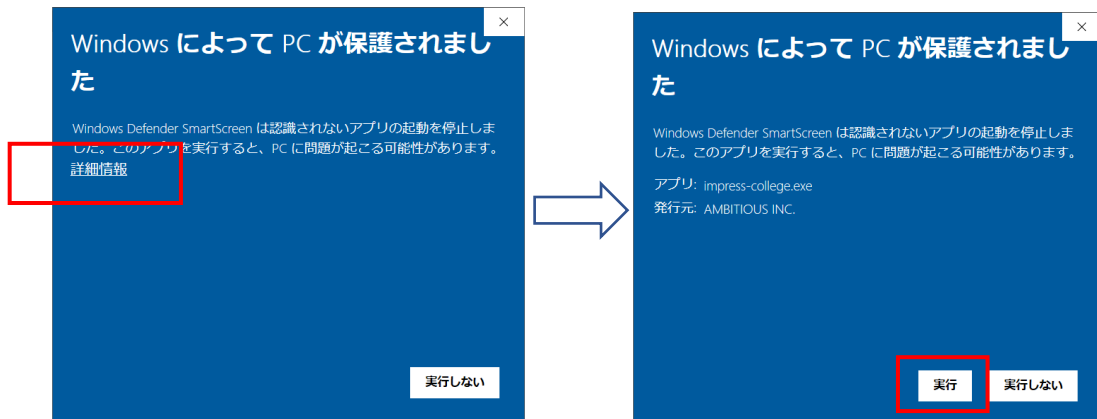 Windows によって PC が保護されまし
た
Windows Defender SmartScreen は認識されないアプリの起動を停止しま
した。このアプリを実行すると、PC に問題が起こる可能性があります。
詳細情報
実行しない
Windows によって PC が保護されまし
た
Windows Defender SmartScreen は認識されないアプリの起動を停止しま
した。このアプリを実行すると、PC に問題が起こる可能性があります。
アプリ: impress-college.exe
発行元: AMBITIOUS INC.
実行 実行しない